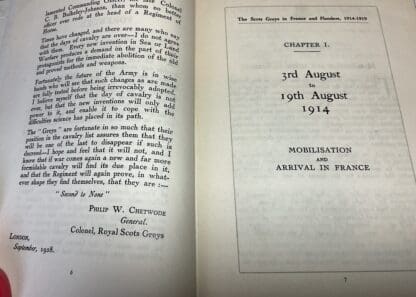 lamented Commanding Officer, the late Colonel
C. B. Bulkeley-Johnson, than whom no better
officer ever rode at the head of a Regiment of
Horse.
Times have changed, and there are many who say
that the days of cavalry are over—I do not agree
with them. Every new invention in Sea or Land
Warfare produces a demand on the part of their
protagonists for the immediate abolition of the old
and proved methods and weapons.
Fortunately the future of the Army is in wise
hands who will see that such changes as are made
are fully tested before being irrevocably adopted.
I believe myself that the day of cavalry is not
over, but that the new inventions will only add
power to it, and enable it to cope with the
difficulties science has placed in its path.
The "Greys" are fortunate in so much that their
position in the cavalry list assures them that they
will be one of the last to disappear if such is
decreed—I hope and feel that it will not, and I
know that if war comes again a new and far more
formidable cavalry will find its due place in it,
and that the Regiment will again prove, in what-
ever shape they find themselves, that they are :—
"Second to None"
PHILIP W. CHETWODE
General.
Colonel, Royal Scots Greys
LONDON,
September, 1928.
6
The Scots Greys in France and Flanders, 1914-1919
CHAPTER I.
3rd August
to
19th August
1914
MOBILISATION
AND
ARRIVAL IN FRANCE
7